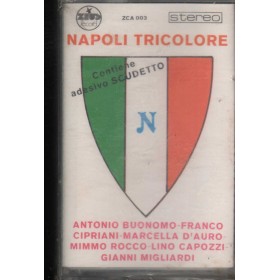 ZCA 003
stereo
NAPOLI TRICOLORE
Contiene
adesivo SCUDETTO
N
ANTONIO BUONOMO-FRANCO
CIPRIANI-MARCELLA D'AURO-
MIMMO ROCCO-LINO CAPOZZI
GIANNI MIGLIARDI